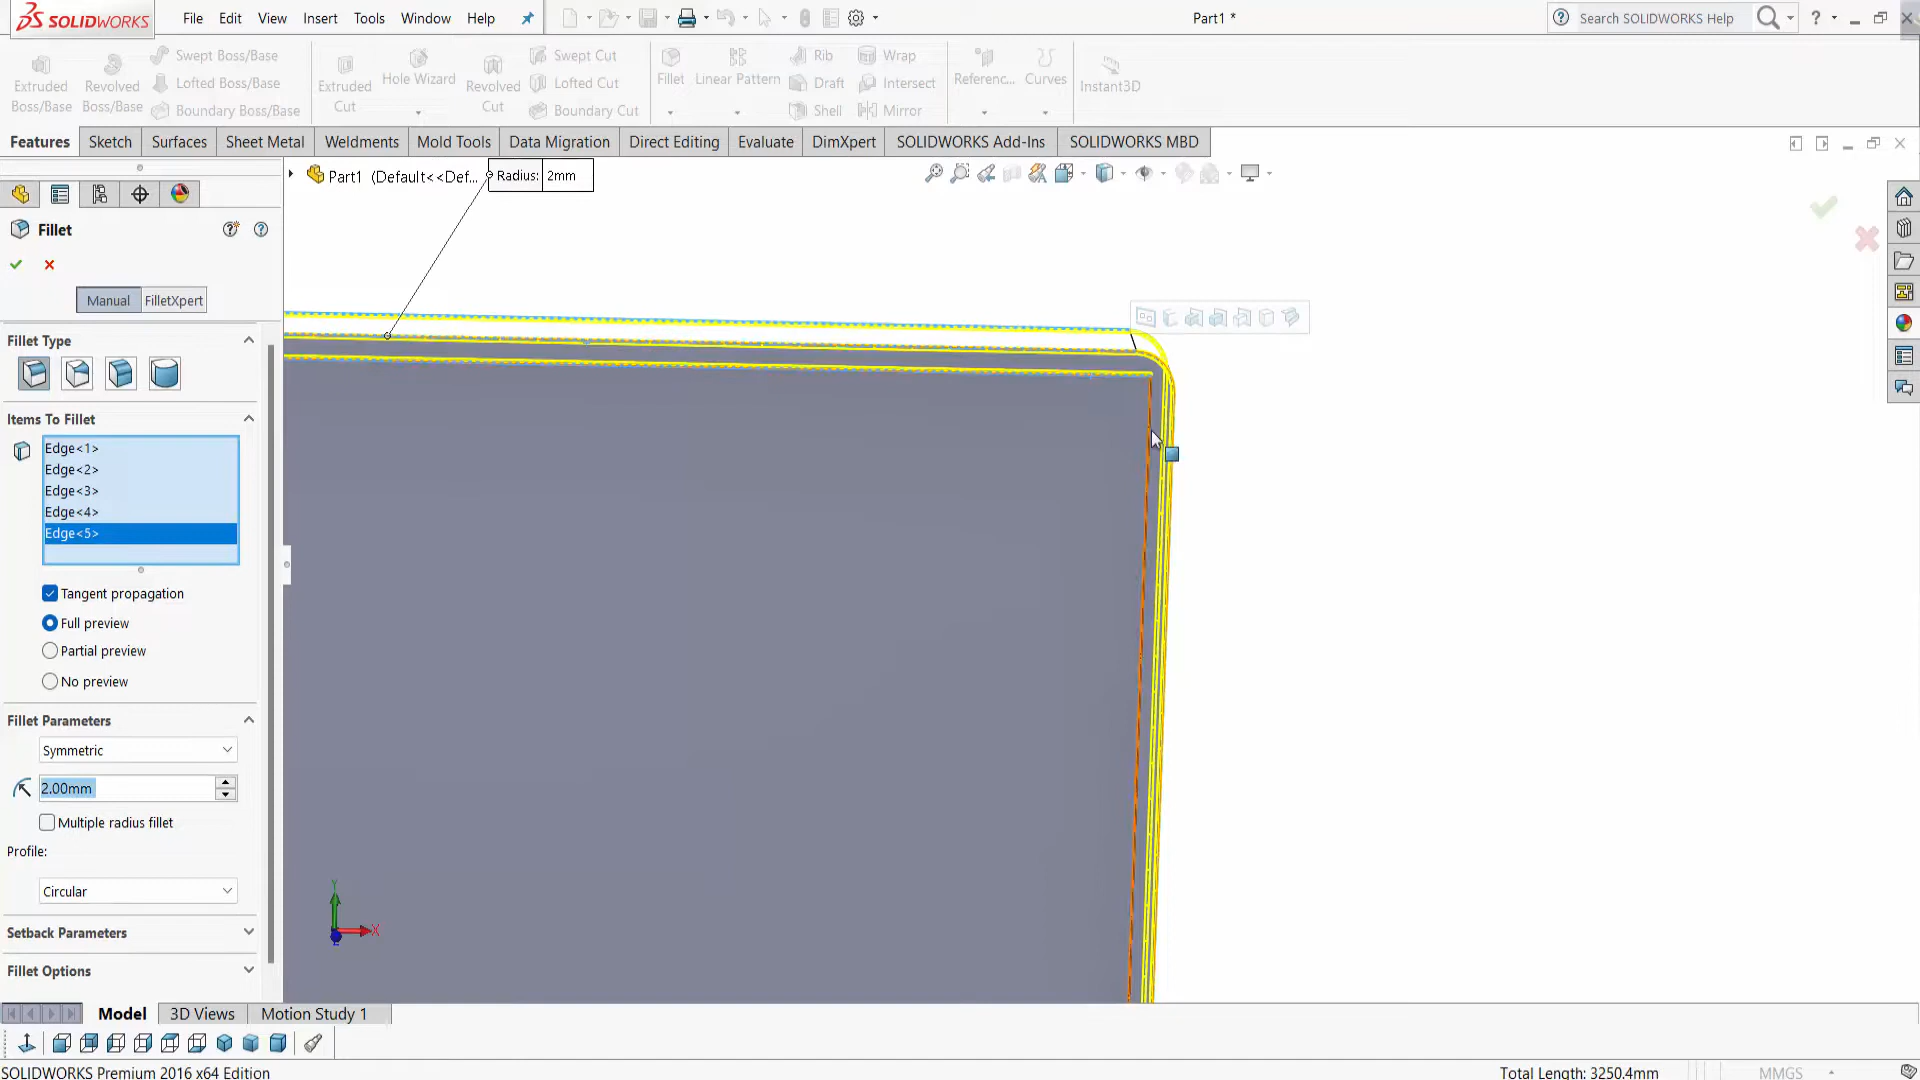 SOLIDWORKS File Edit View Insert Tools Window Help Part1 * Search SOLIDWORKS Help
Extruded Boss/Base
Revolved Boss/Base
Swept Boss/Base
Lofted Boss/Base
Boundary Boss/Base
Extruded Cut
Hole Wizard
Revolved Cut
Swept Cut
Lofted Cut
Boundary Cut
Fillet
Linear Pattern
Rib
Draft
Shell
Wrap
Intersect
Mirror
Referenc...
Curves
Instant3D
Features Sketch Surfaces Sheet Metal Weldments Mold Tools Data Migration Direct Editing Evaluate DimXpert SOLIDWORKS Add-Ins SOLIDWORKS MBD
Part1 (Default<<Def...
Radius: 2mm
Fillet
Manual FilletXpert
Fillet Type
Items To Fillet
Edge<1>
Edge<2>
Edge<3>
Edge<4>
Edge<5>
Tangent propagation
Full preview
Partial preview
No preview
Fillet Parameters
Symmetric
2.00mm
Multiple radius fillet
Profile:
Circular
Setback Parameters
Fillet Options
Y
X
Z
Model 3D Views Motion Study 1
SOLIDWORKS Premium 2016 x64 Edition Total Length: 3250.4mm MMGS